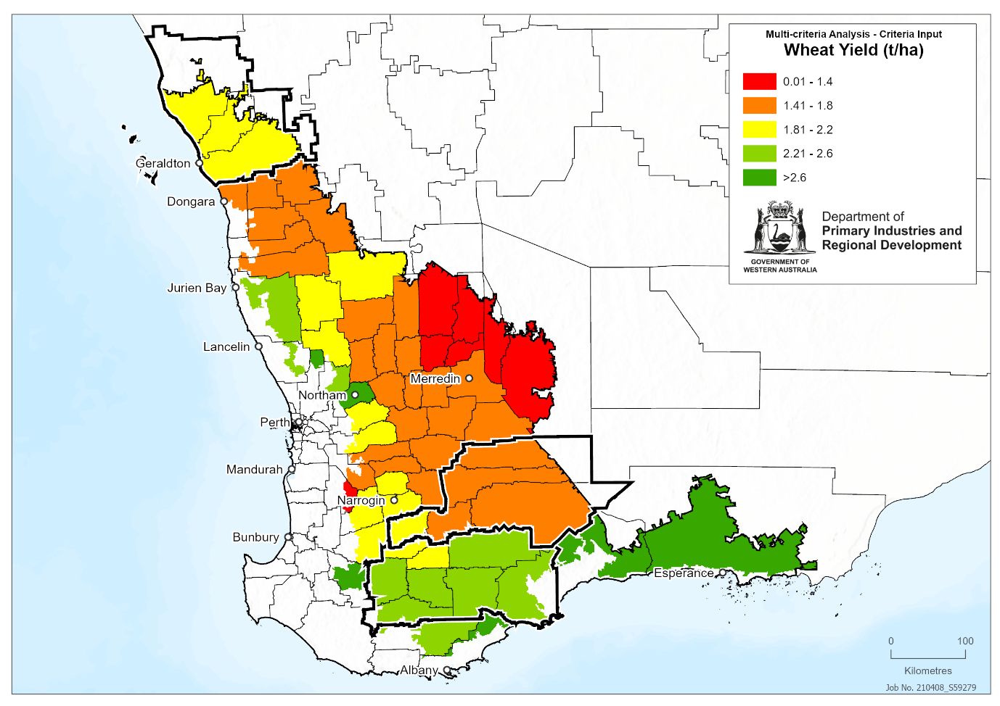 Multi-criteria Analysis - Criteria Input
Wheat Yield (t/ha)
0.01 - 1.4
1.41 - 1.8
1.81 - 2.2
2.21 - 2.6
>2.6
Department of
Primary Industries and
Regional Development
GOVERNMENT OF
WESTERN AUSTRALIA
Geraldton
Dongara
Jurien Bay
Lancelin
Merredin
Northam
Perth
Mandurah
Narrogin
Bunbury
Esperance
Albany
0 100
Kilometres
Job No. 210408_S59279